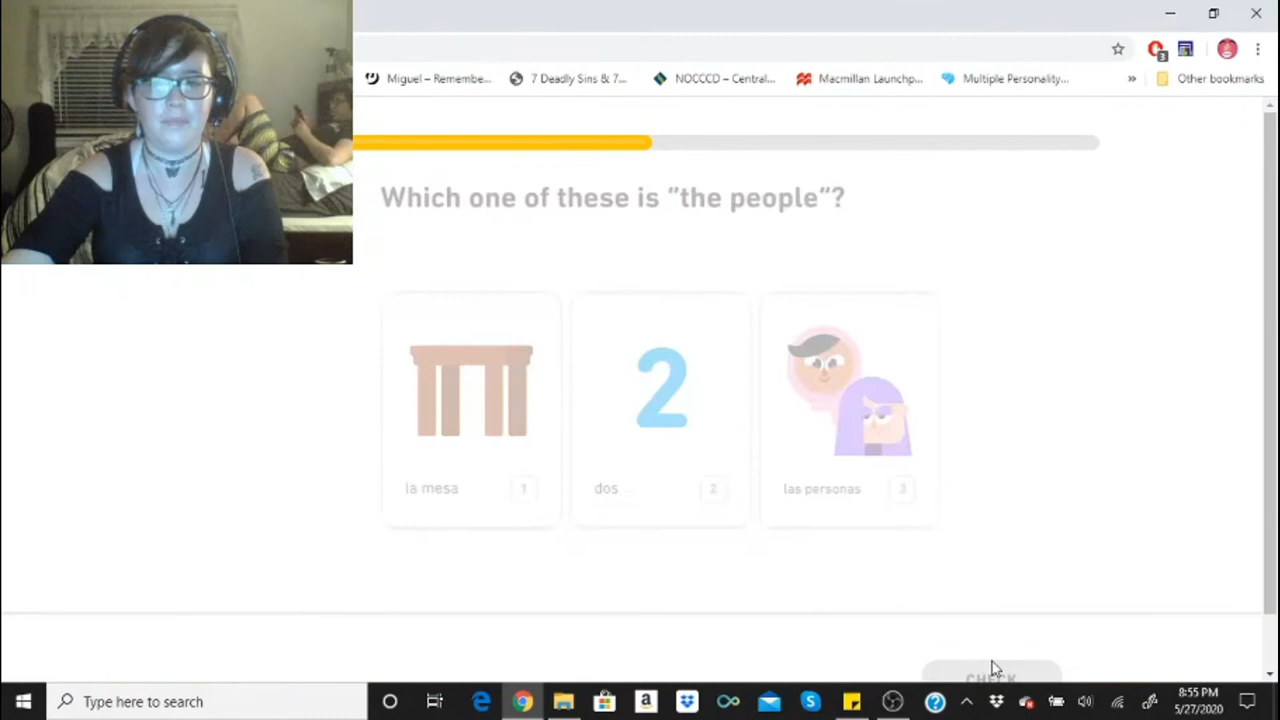 Miguel – Remembe...
7 Deadly Sins & 7...
NOCCCD – Central...
Macmillan Launchp...
Multiple Personality...
»
Other bookmarks
3
Which one of these is "the people"?
2
la mesa 1
dos 2
las personas 3
CHECK
Type here to search
8:55 PM
5/27/2020